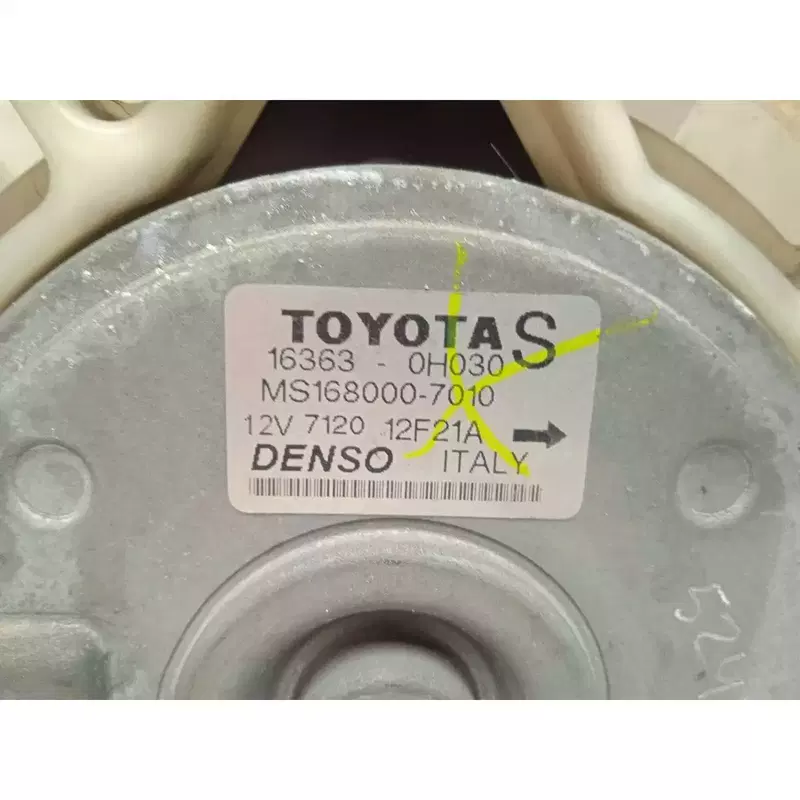 TOYOTA S
16363 - 0H030
MS168000-7010
12V 7120 12F21A
DENSO ITALY